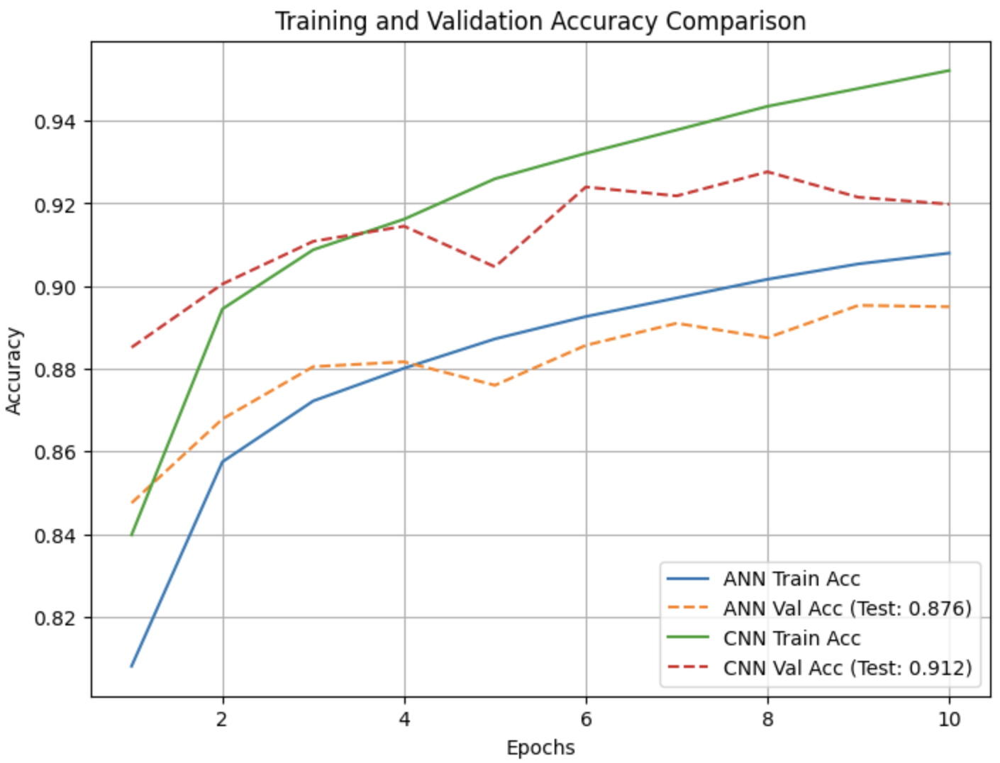 Training and Validation Accuracy Comparison
Accuracy
0.94
0.92
0.90
0.88
0.86
0.84
0.82
ANN Train Acc
ANN Val Acc (Test: 0.876)
CNN Train Acc
CNN Val Acc (Test: 0.912)
2 4 6 8 10
Epochs